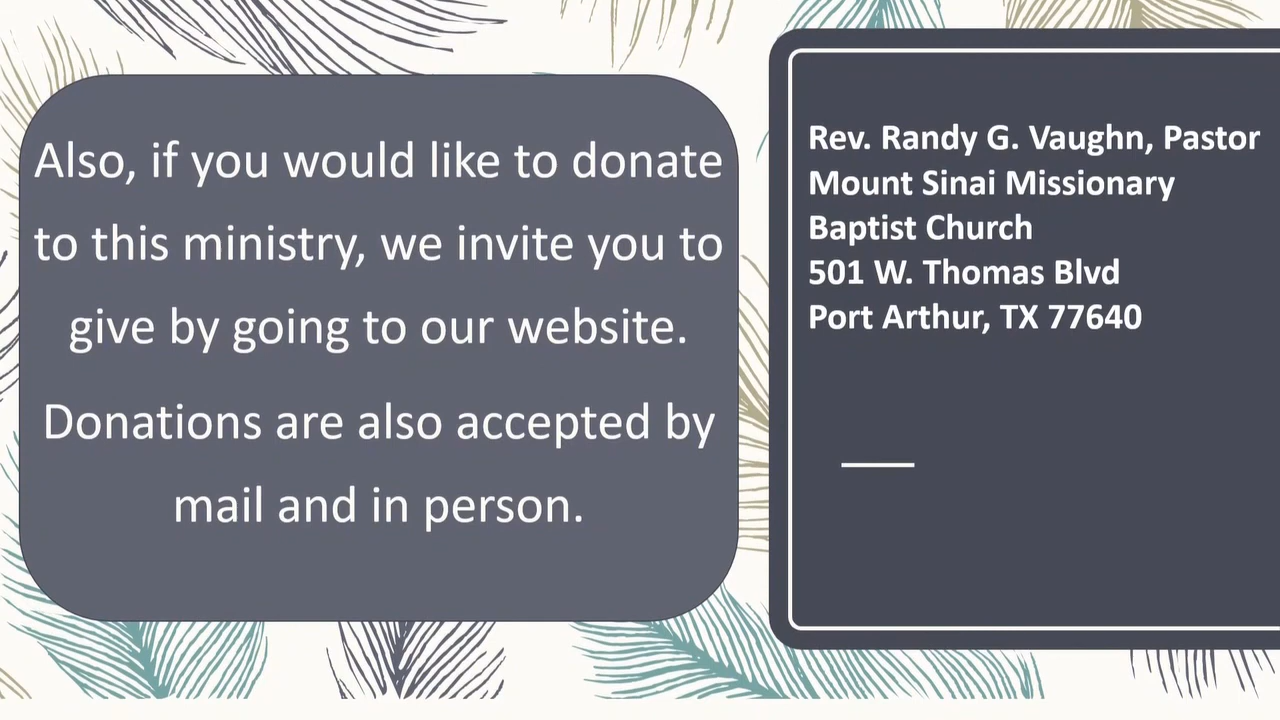 Also, if you would like to donate
to this ministry, we invite you to
give by going to our website.
Donations are also accepted by
mail and in person.
Rev. Randy G. Vaughn, Pastor
Mount Sinai Missionary
Baptist Church
501 W. Thomas Blvd
Port Arthur, TX 77640